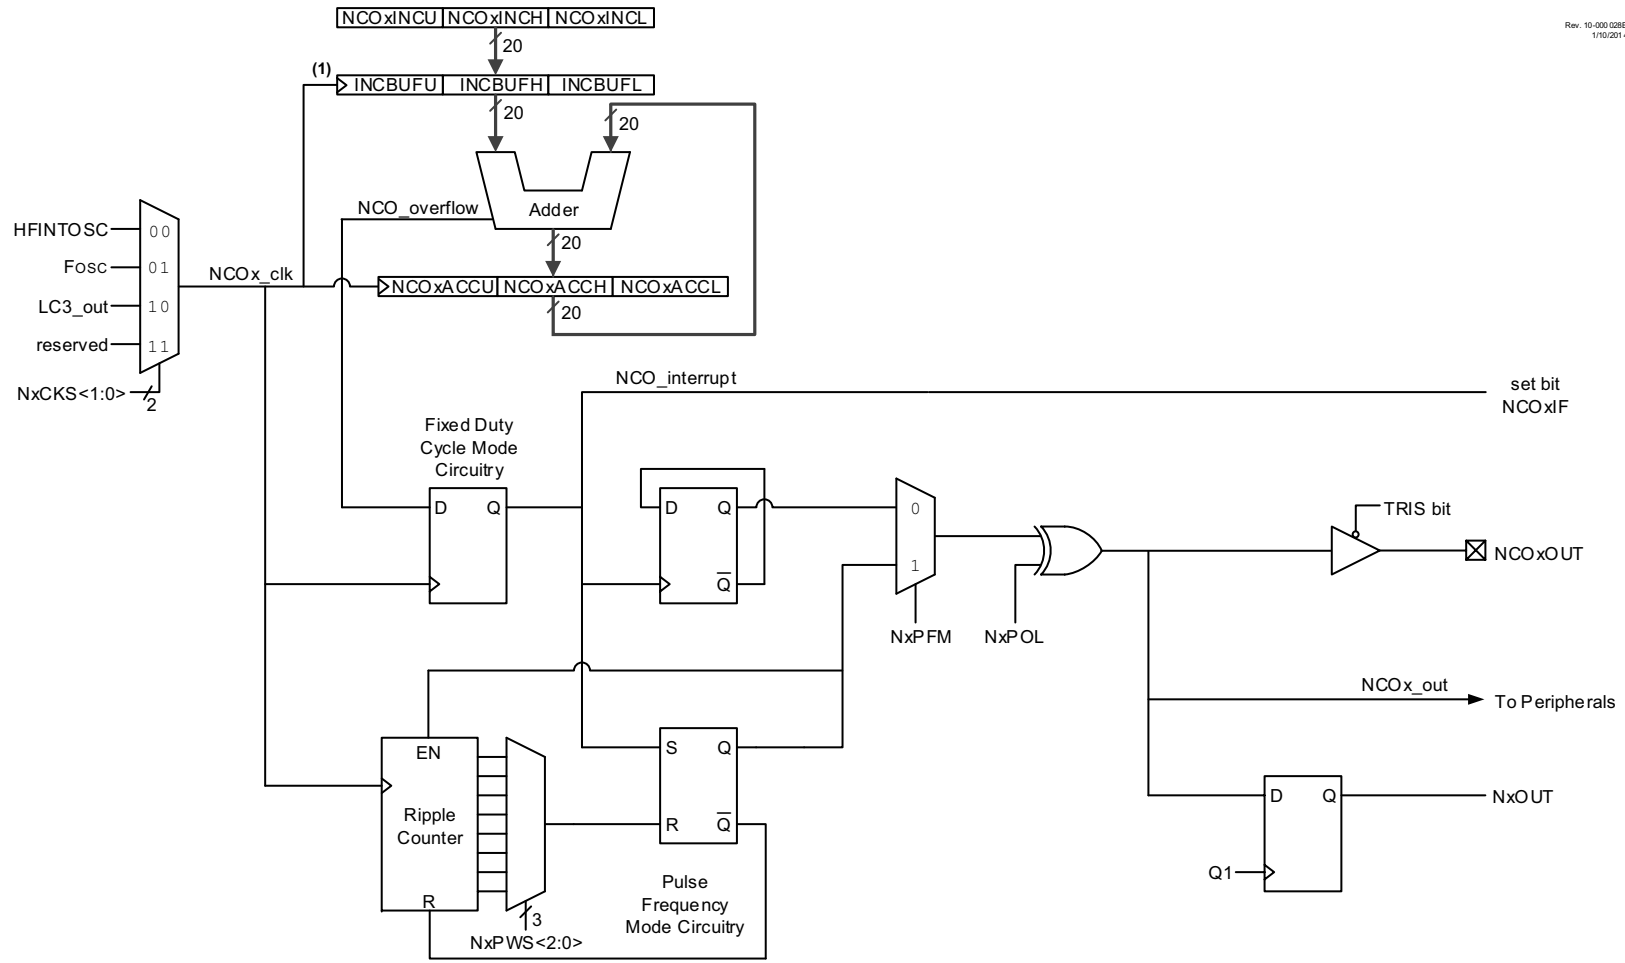 NCOxINCU NCOxINCH NCOxINCL
Rev. 10-000028
1/10/201
20
(1)
INCBUFU INCBUFH INCBUFL
20
20
NCO_overflow
Adder
20
HFINTOSC
00
Fosc
01
LC3_out
10
reserved
11
NxCKS<1:0>
2
NCOx_clk
NCOxACCU NCOxACCH NCOxACCL
20
NCO_interrupt
set bit
NCOxIF
Fixed Duty
Cycle Mode
Circuitry
D Q
D Q
Q
0
1
NxPFM
NxPOL
TRIS bit
NCOxOUT
NCOx_out
To Peripherals
EN
Ripple
Counter
R
3
NxPWS<2:0>
S Q
R Q
Pulse
Frequency
Mode Circuitry
D Q
NxOUT
Q1